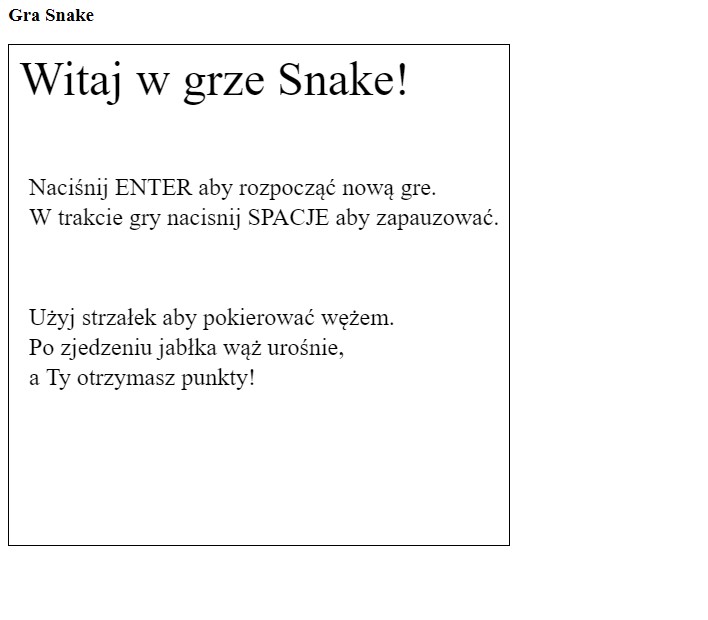 Gra Snake
Witaj w grze Snake!
Naciśnij ENTER aby rozpocząć nową gre.
W trakcie gry nacisnij SPACJE aby zapauzować.
Użyj strzałek aby pokierować wężem.
Po zjedzeniu jabłka wąż urośnie,
a Ty otrzymasz punkty!